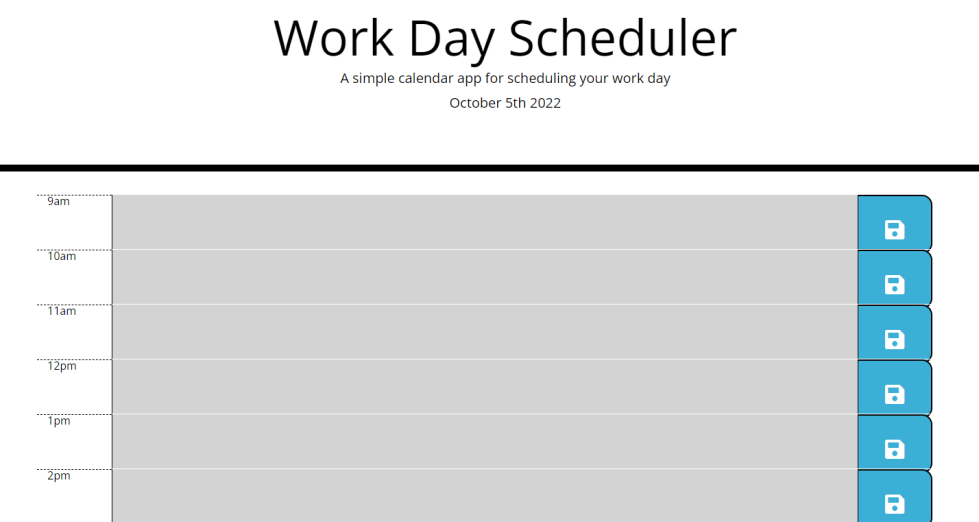 Work Day Scheduler
A simple calendar app for scheduling your work day
October 5th 2022
9am
10am
11am
12pm
1pm
2pm